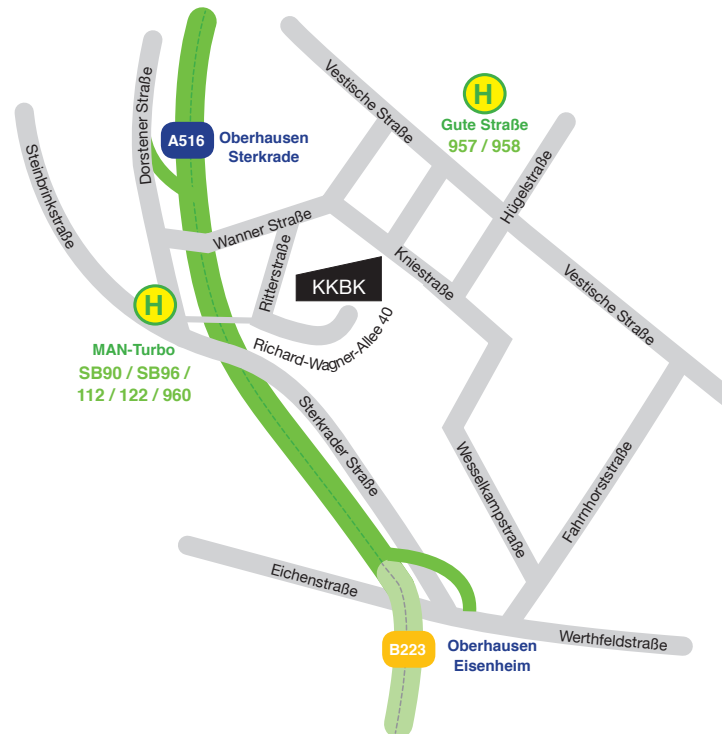 Vestische Straße
Dorstener Straße
H
Gute Straße
957 / 958
A516
Oberhausen
Sterkrade
Steinbrinkstraße
Hügelstraße
Wanner Straße
Ritterstraße
KKBK
Kniestraße
Vestische Straße
H
Richard-Wagner-Allee 40
MAN-Turbo
SB90 / SB96 /
112 / 122 / 960
Sterkrader Straße
Wesselkampstraße
Fahrnhorststraße
Eichenstraße
Werthfeldstraße
B223
Oberhausen
Eisenheim